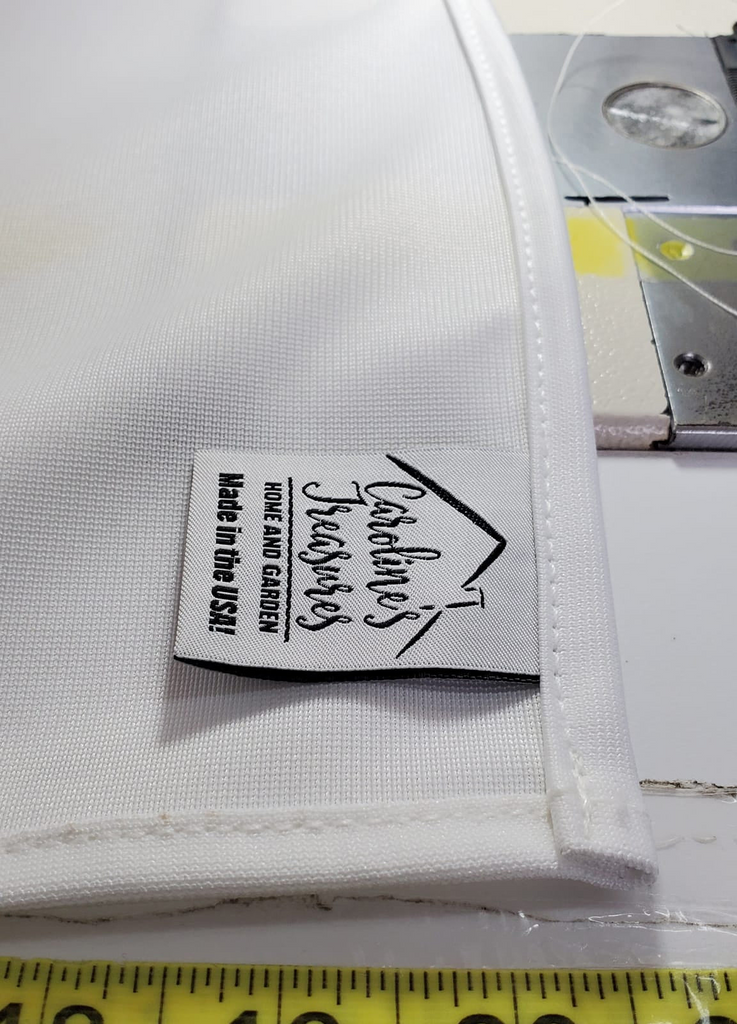 Caroline's
Treasures
HOME AND GARDEN
Made in the USA!